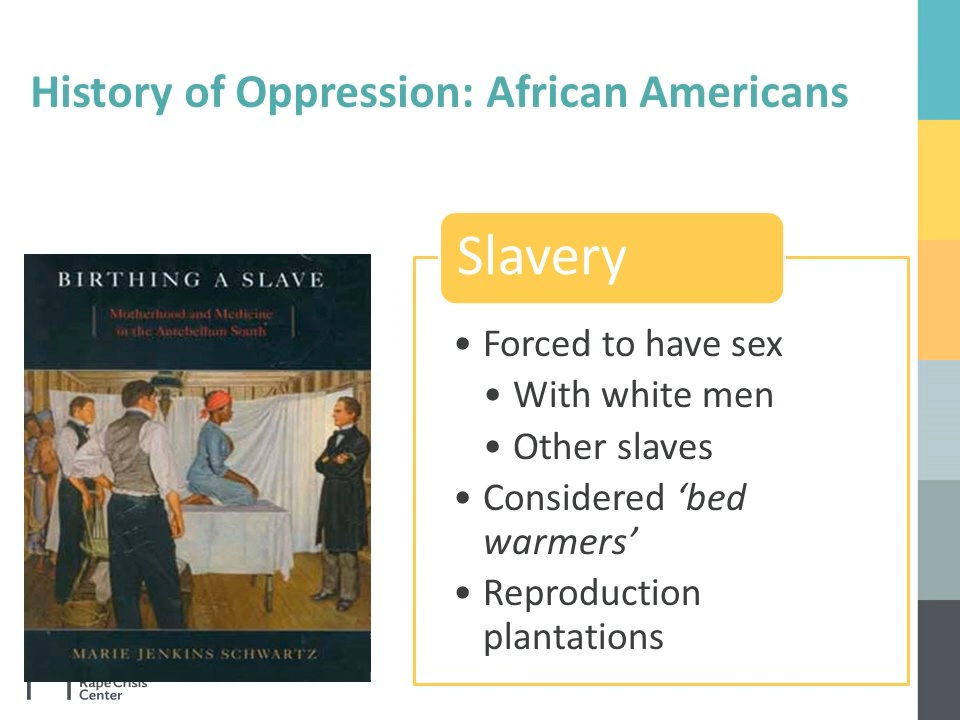 History of Oppression: African Americans
BIRTHING A SLAVE
Motherhood and Medicine
in the Antebellum South
MARIE JENKINS SCHWARTZ
Rape Crisis
Center
Slavery
• Forced to have sex
• With white men
• Other slaves
• Considered ‘bed
warmers’
• Reproduction
plantations